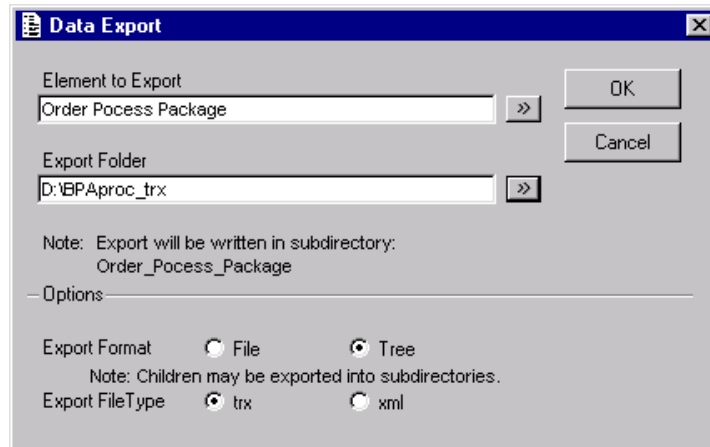 Data Export
Element to Export
Order Pocess Package
>>
OK
Cancel
Export Folder
D:\BPAproc_trx
>>
Note: Export will be written in subdirectory:
Order_Pocess_Package
Options
Export Format File Tree
Note: Children may be exported into subdirectories.
Export FileType trx xml